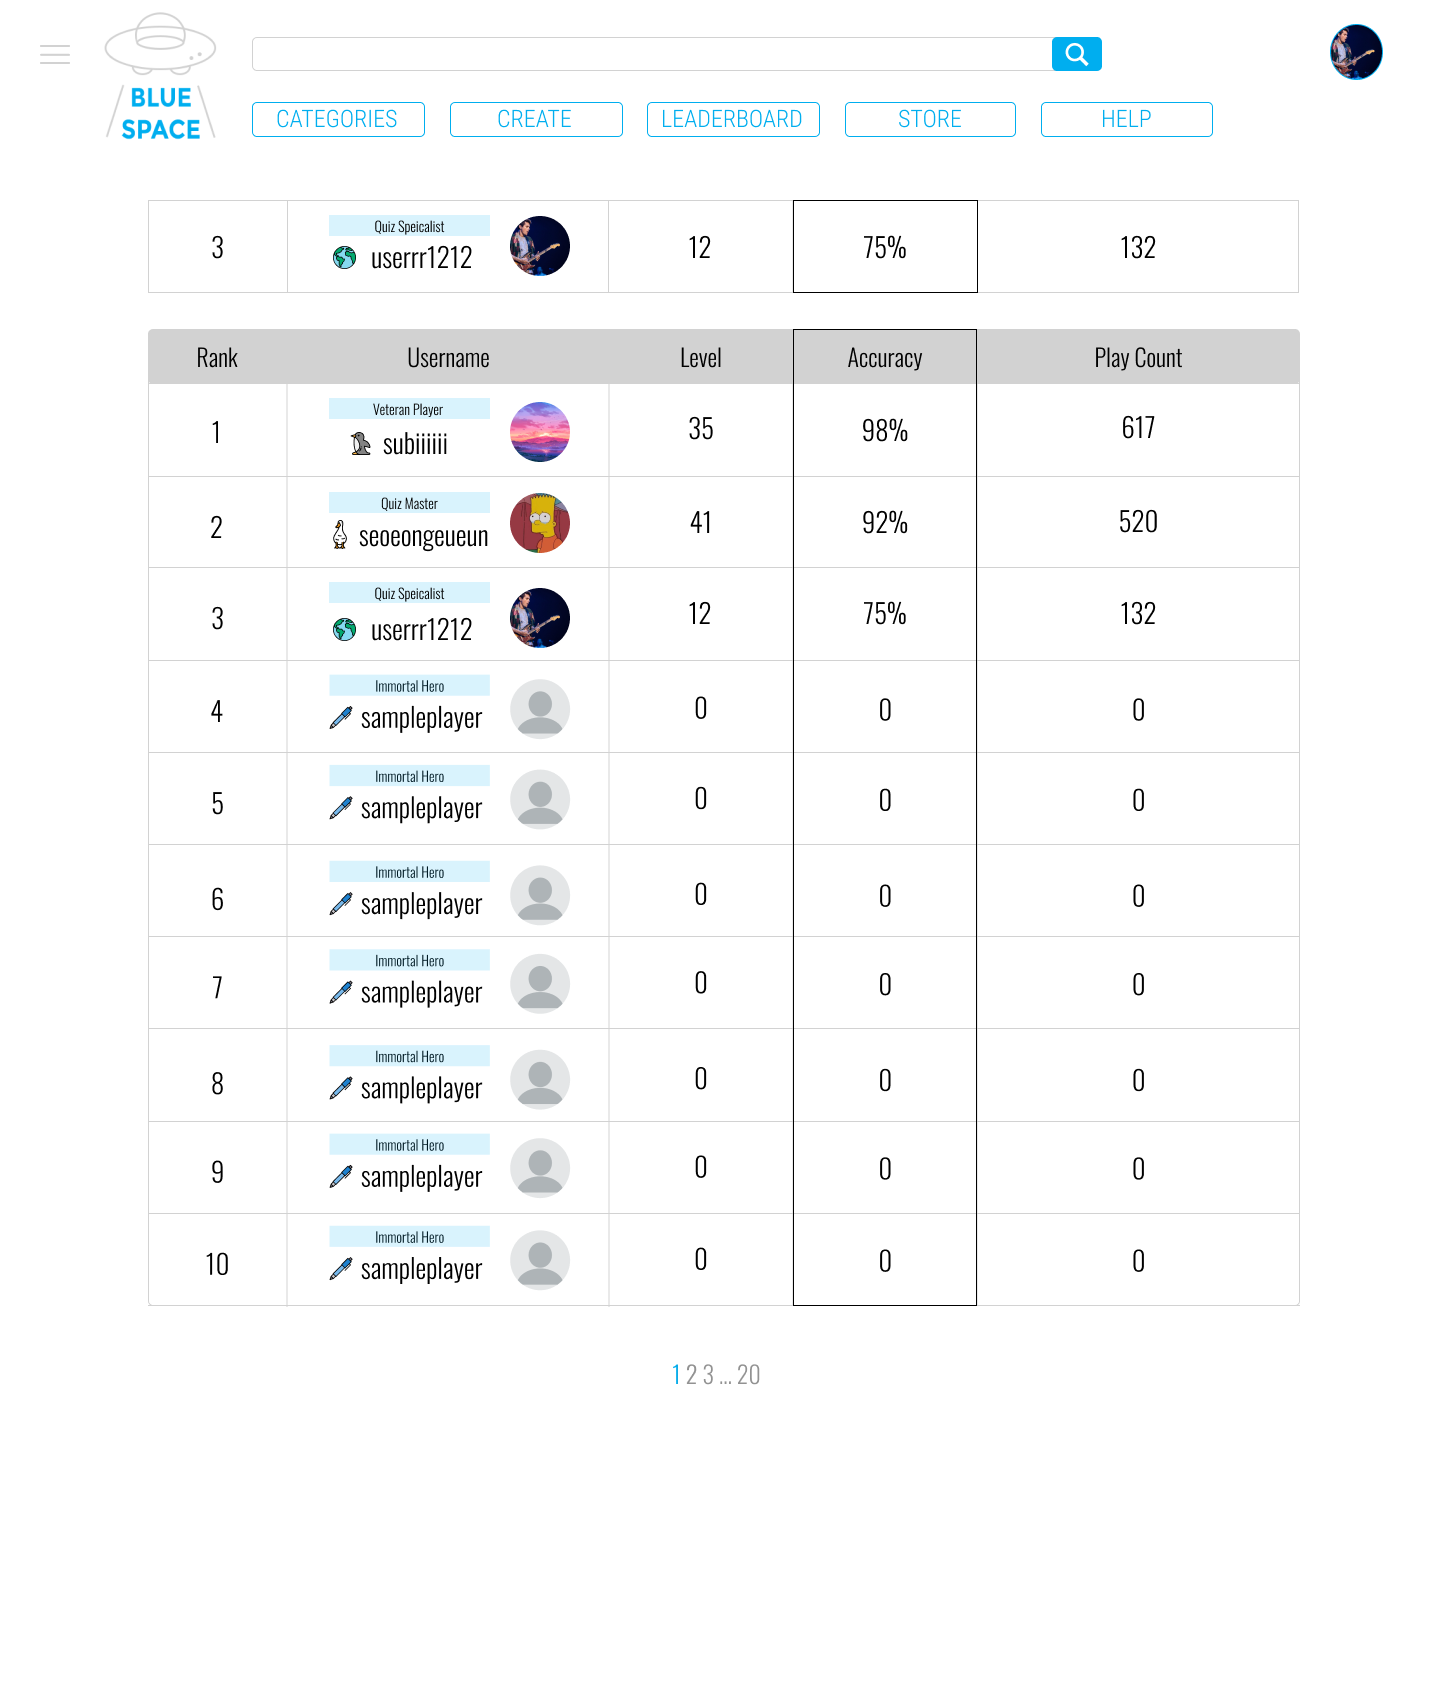 BLUE
SPACE
CATEGORIES CREATE LEADERBOARD STORE HELP
Quiz Speicalist
3 userrr1212 12 75% 132
Rank Username Level Accuracy Play Count
Veteran Player
1 subiiiiii 35 98% 617
Quiz Master
2 seoeongeueun 41 92% 520
Quiz Speicalist
3 userrr1212 12 75% 132
Immortal Hero
4 sampleplayer 0 0 0
Immortal Hero
5 sampleplayer 0 0 0
Immortal Hero
6 sampleplayer 0 0 0
Immortal Hero
7 sampleplayer 0 0 0
Immortal Hero
8 sampleplayer 0 0 0
Immortal Hero
9 sampleplayer 0 0 0
Immortal Hero
10 sampleplayer 0 0 0
1 2 3 ... 20